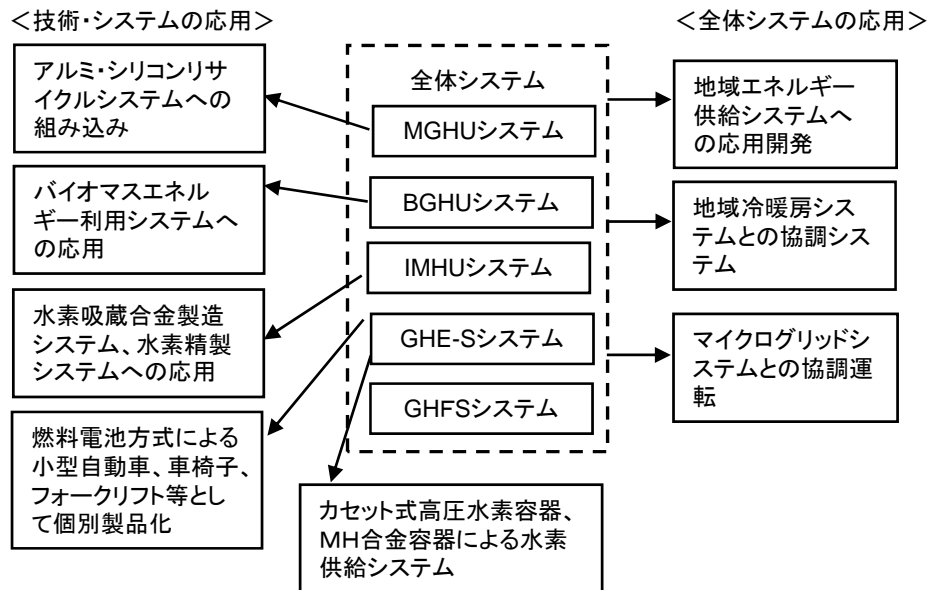 ＜技術・システムの応用＞
アルミ・シリコンリサ
イクルシステムへの
組み込み
バイオマスエネル
ギー利用システムへ
の応用
水素吸蔵合金製造
システム、水素精製
システムへの応用
燃料電池方式による
小型自動車、車椅子、
フォークリフト等とし
て個別製品化
全体システム
MGHUシステム
BGHUシステム
IMHUシステム
GHE-Sシステム
GHFSシステム
カセット式高圧水素容器、
ＭＨ合金容器による水素
供給システム
＜全体システムの応用＞
地域エネルギー
供給システムへ
の応用開発
地域冷暖房シス
テムとの協調シス
テム
マイクログリッドシ
ステムとの協調運
転